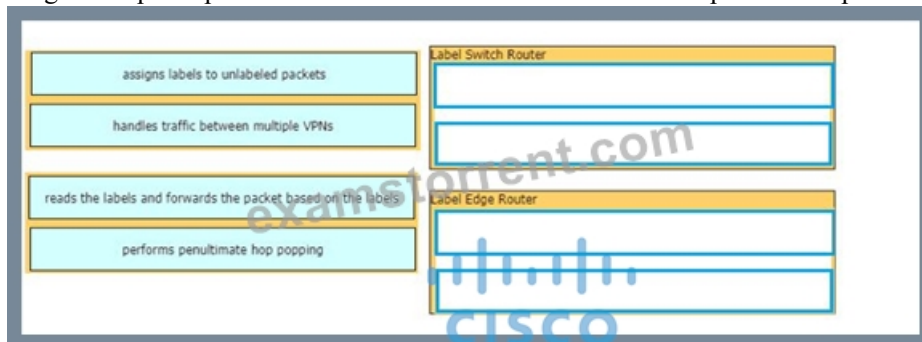 assigns labels to unlabeled packets
handles traffic between multiple VPNs
reads the labels and forwards the packet based on the labels
performs penultimate hop popping
Label Switch Router
Label Edge Router
examstorrent.com
CISCO